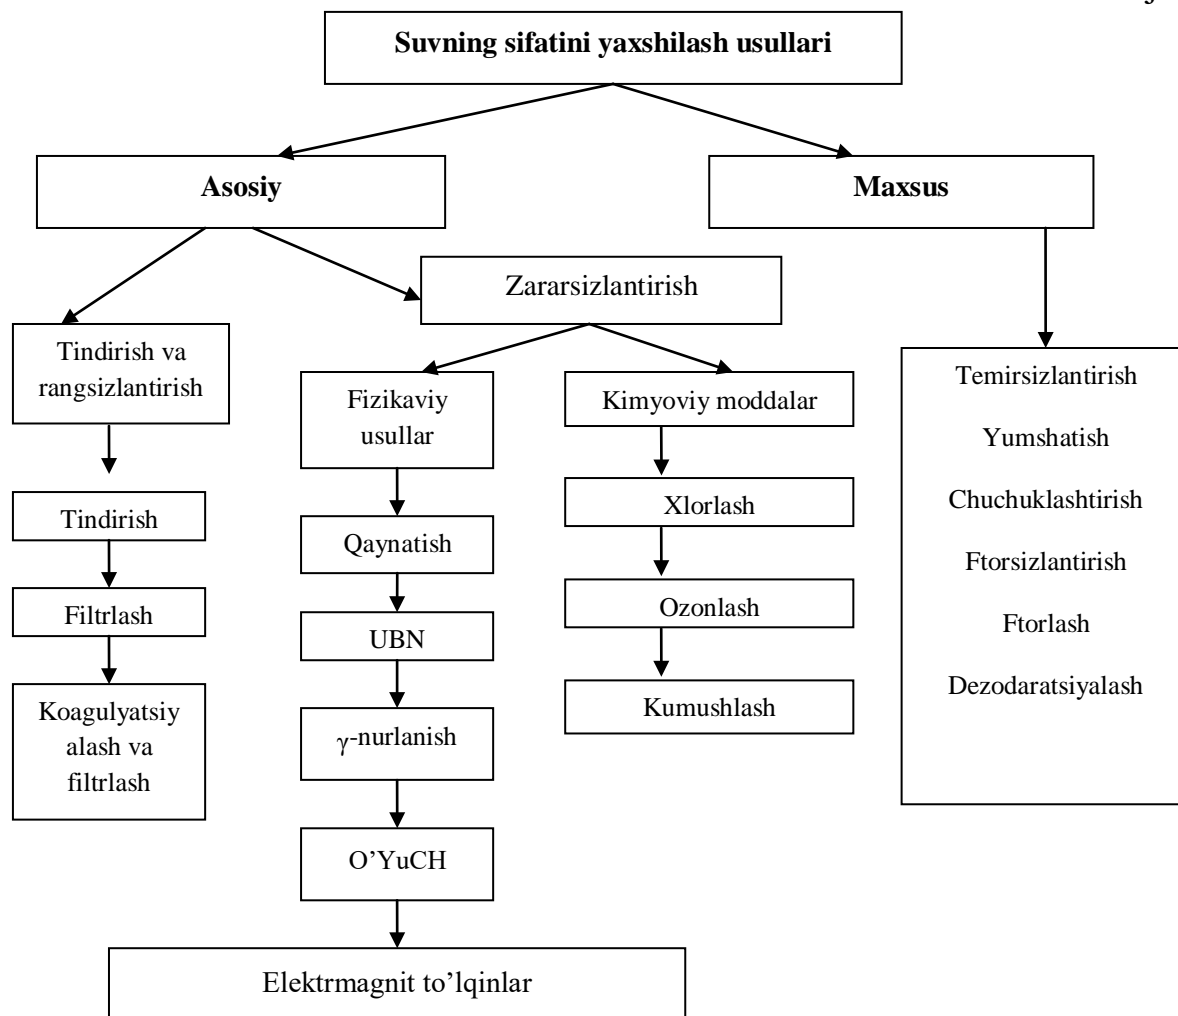 Suvning sifatini yaxshilash usullari
Asosiy
Maxsus
Zararsizlantirish
Tindirish va
rangsizlantirish
Fizikaviy
usullar
Kimyoviy moddalar
Temirsizlantirish
Yumshatish
Chuchuklashtirish
Ftorsizlantirish
Ftorlash
Dezodaratsiyalash
Tindirish
Filtrlash
Koagulyatsiy
alash va
filtrlash
Qaynatish
UBN
γ-nurlanish
O’YuCH
Xlorlash
Ozonlash
Kumushlash
Elektrmagnit to’lqinlar